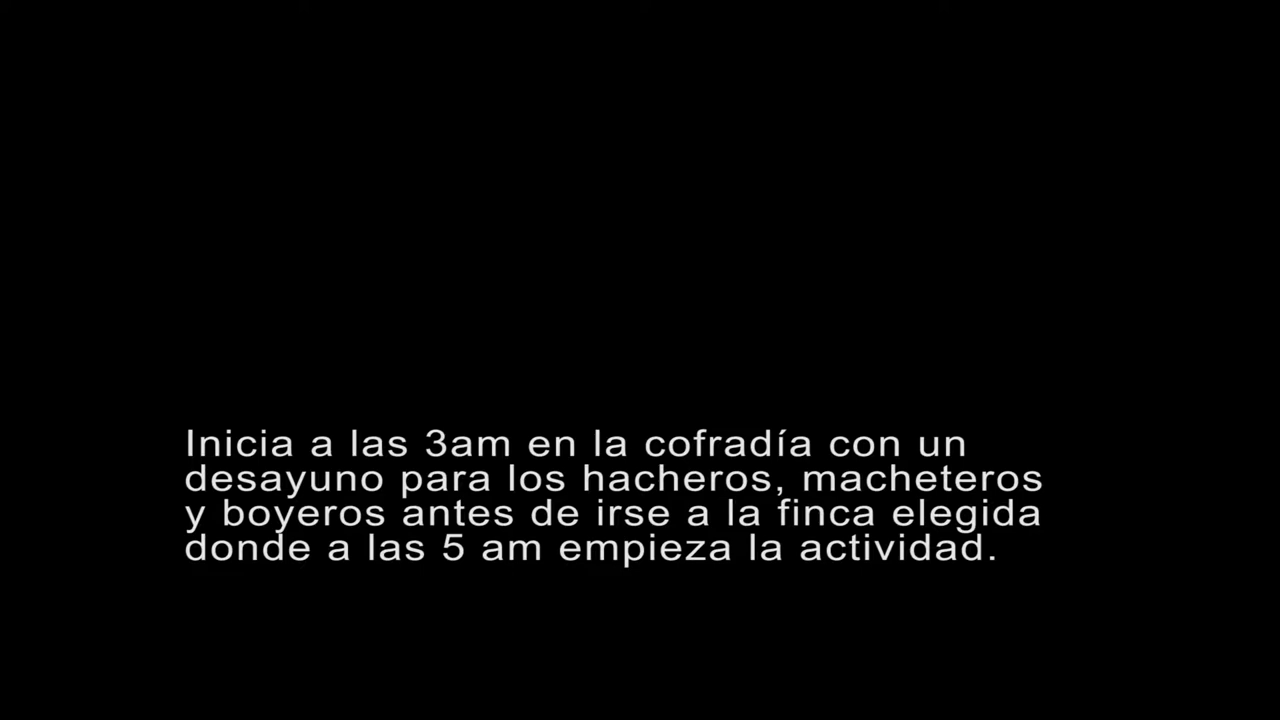 Inicia a las 3am en la cofradía con un
desayuno para los hacheros, macheteros
y boyeros antes de irse a la finca elegida
donde a las 5 am empieza la actividad.